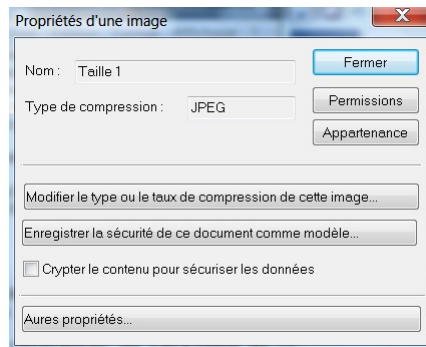 Propriétés d'une image
Nom : Taille 1
Fermer
Type de compression : JPEG
Permissions
Appartenance
Modifier le type ou le taux de compression de cette image...
Enregistrer la sécurité de ce document comme modèle...
Crypter le contenu pour sécuriser les données
Aures propriétés...